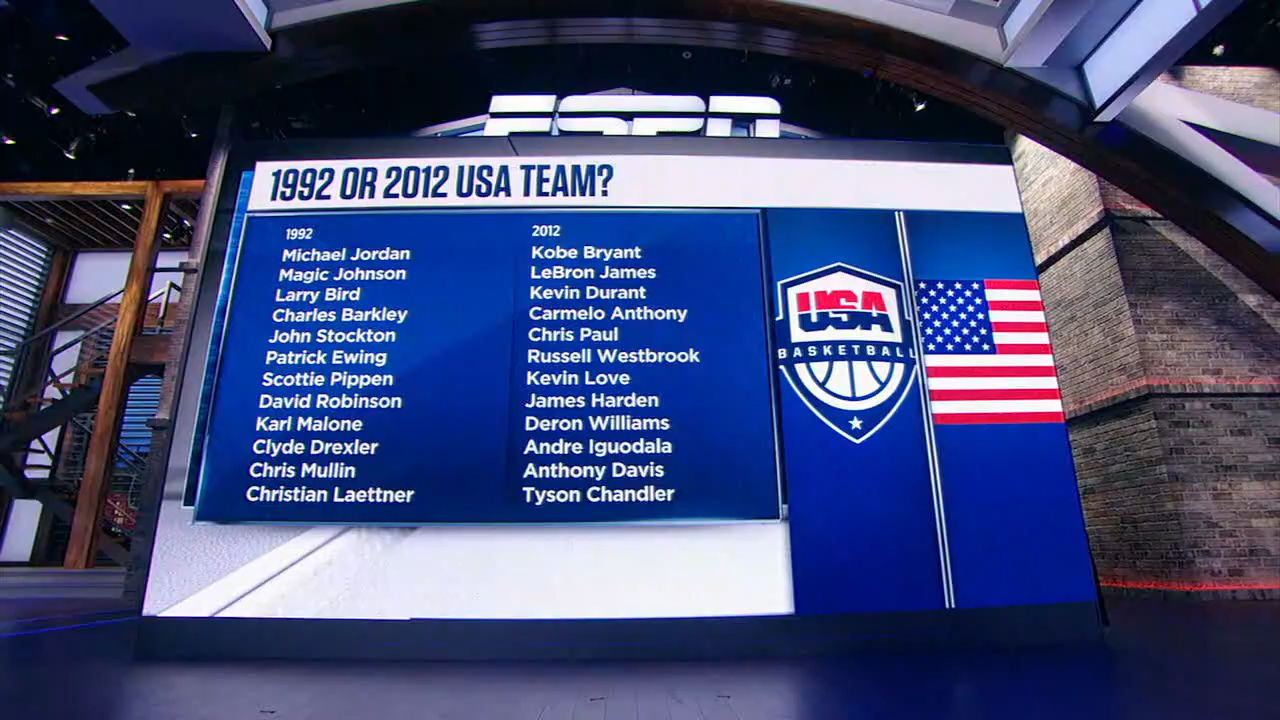 ESPN
1992 OR 2012 USA TEAM?
1992
Michael Jordan
Magic Johnson
Larry Bird
Charles Barkley
John Stockton
Patrick Ewing
Scottie Pippen
David Robinson
Karl Malone
Clyde Drexler
Chris Mullin
Christian Laettner
2012
Kobe Bryant
LeBron James
Kevin Durant
Carmelo Anthony
Chris Paul
Russell Westbrook
Kevin Love
James Harden
Deron Williams
Andre Iguodala
Anthony Davis
Tyson Chandler
USA
BASKETBALL